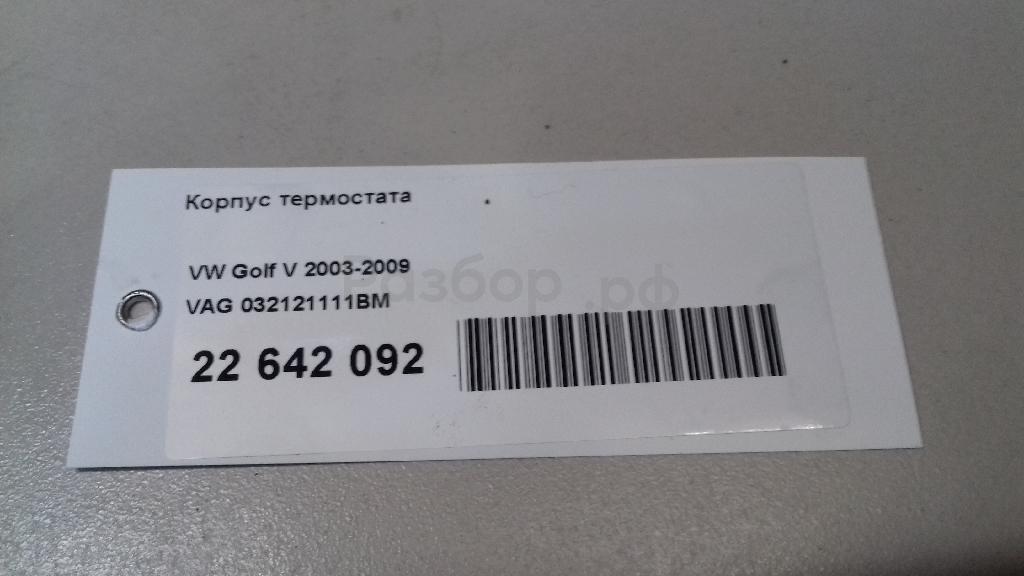 Корпус термостата
VW Golf V 2003-2009
Разбор.рф
VAG 032121111BM
22 642 092